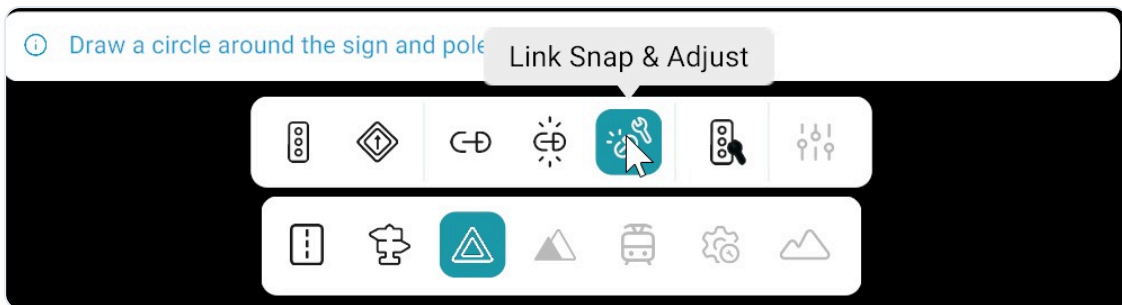 Draw a circle around the sign and pole
Link Snap & Adjust